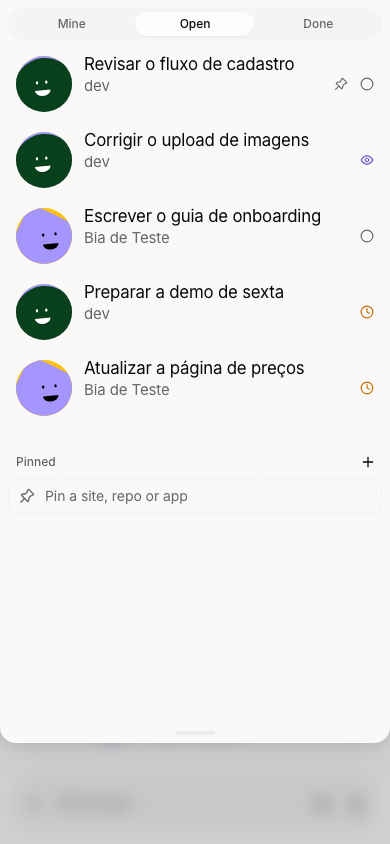 Mine
Open
Done
Revisar o fluxo de cadastro
dev
Corrigir o upload de imagens
dev
Escrever o guia de onboarding
Bia de Teste
Preparar a demo de sexta
dev
Atualizar a página de preços
Bia de Teste
Pinned
Pin a site, repo or app